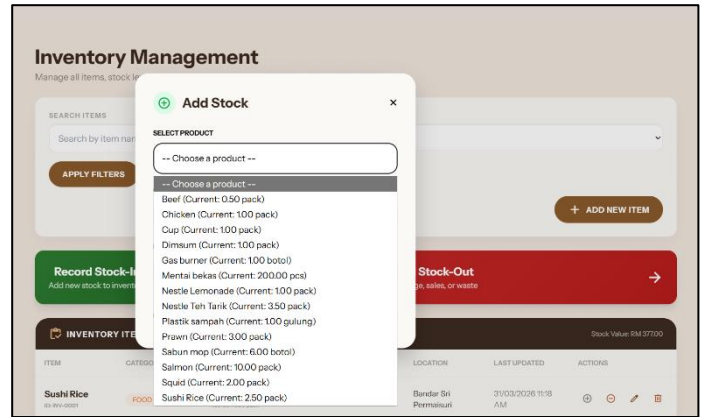 Inventory Management
Manage all items, stock le
SEARCH ITEMS
Search by item nam
APPLY FILTERS
+ ADD NEW ITEM
Add Stock
×
SELECT PRODUCT
-- Choose a product --
-- Choose a product --
Beef (Current: 0.50 pack)
Chicken (Current: 1.00 pack)
Cup (Current: 1.00 pack)
Dimsum (Current: 1.00 pack)
Gas burner (Current: 1.00 botol)
Mentai bekas (Current: 200.00 pcs)
Nestle Lemonade (Current: 1.00 pack)
Nestle Teh Tarik (Current: 3.50 pack)
Plastik sampah (Current: 1.00 gulung)
Prawn (Current: 3.00 pack)
Sabun mop (Current: 6.00 botol)
Salmon (Current: 10.00 pack)
Squid (Current: 2.00 pack)
Sushi Rice (Current: 2.50 pack)
Record Stock-I
Add new stock to invent
Stock-Out
ge, sales, or waste
→
INVENTORY ITE
Stock Value: RM 377.00
ITEM CATEGO LOCATION LAST UPDATED ACTIONS
Sushi Rice FOOD Bandar Sri 31/03/2026 11:18
Permaisuri AM